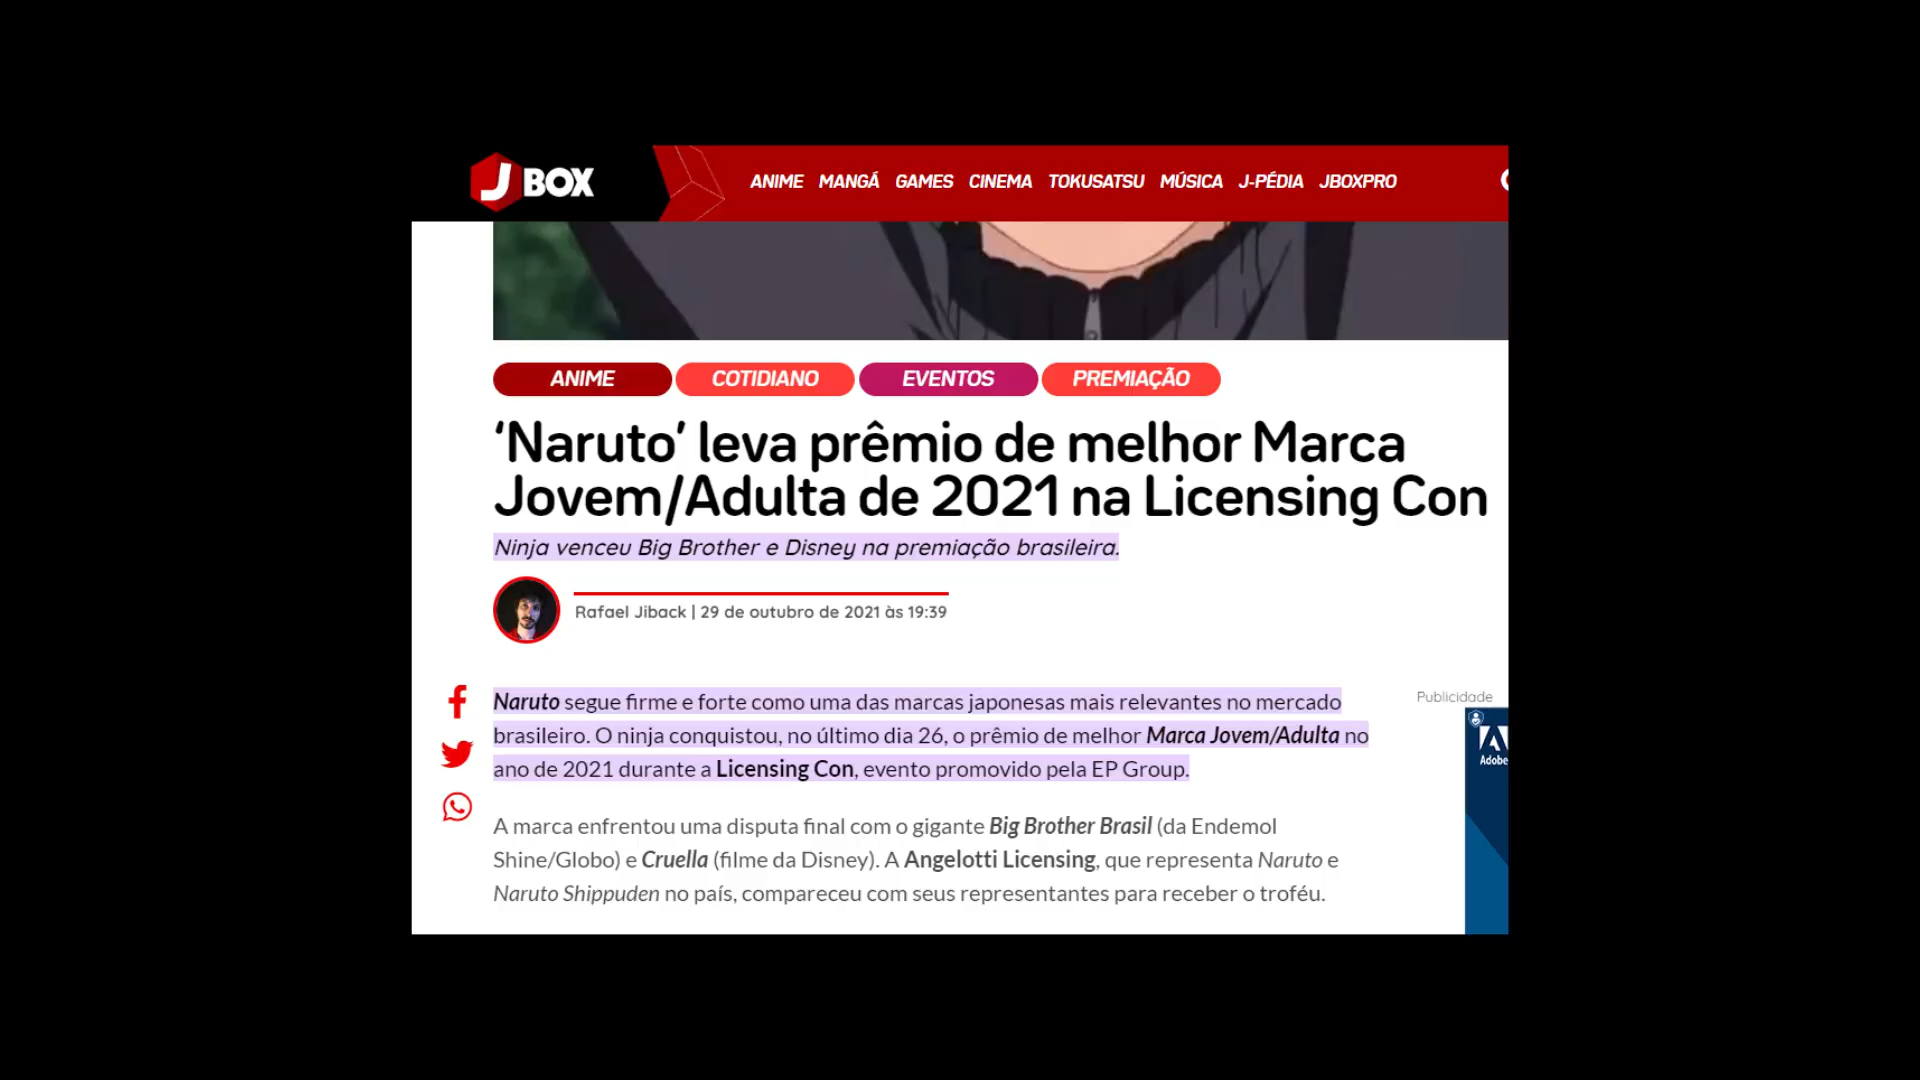 J BOX
ANIME MANGÁ GAMES CINEMA TOKUSATSU MÚSICA J-PÉDIA JBOXPRO
ANIME COTIDIANO EVENTOS PREMIAÇÃO
‘Naruto’ leva prêmio de melhor Marca
Jovem/Adulta de 2021 na Licensing Con
Ninja venceu Big Brother e Disney na premiação brasileira.
Rafael Jiback | 29 de outubro de 2021 às 19:39
Naruto segue firme e forte como uma das marcas japonesas mais relevantes no mercado
brasileiro. O ninja conquistou, no último dia 26, o prêmio de melhor Marca Jovem/Adulta no
ano de 2021 durante a Licensing Con, evento promovido pela EP Group.
A marca enfrentou uma disputa final com o gigante Big Brother Brasil (da Endemol
Shine/Globo) e Cruella (filme da Disney). A Angelotti Licensing, que representa Naruto e
Naruto Shippuden no país, compareceu com seus representantes para receber o troféu.
Publicidade
Adobe